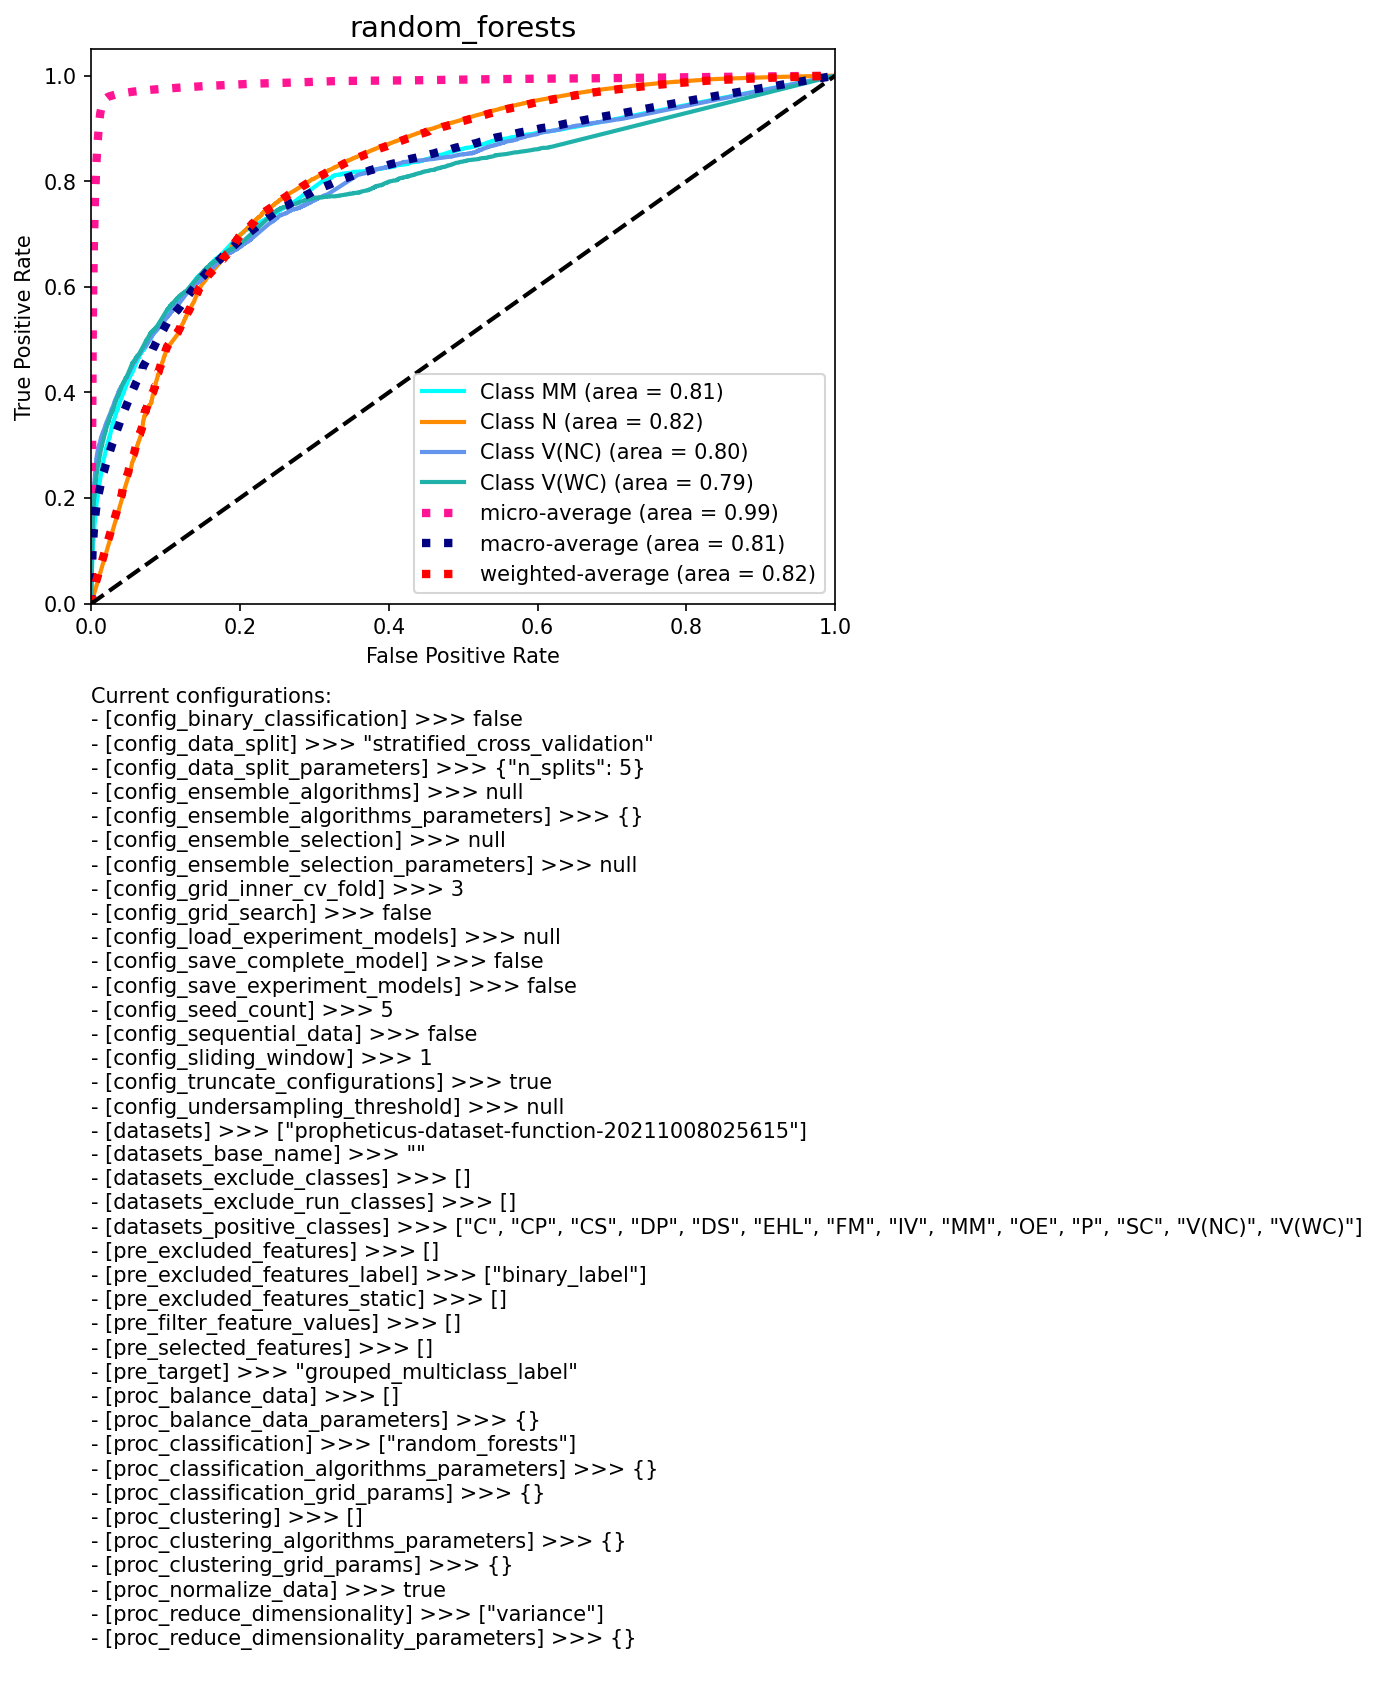 random_forests
True Positive Rate
1.0
0.8
0.6
0.4
0.2
0.0
Class MM (area = 0.81)
Class N (area = 0.82)
Class V(NC) (area = 0.80)
Class V(WC) (area = 0.79)
micro-average (area = 0.99)
macro-average (area = 0.81)
weighted-average (area = 0.82)
0.0 0.2 0.4 0.6 0.8 1.0
False Positive Rate
Current configurations:
- [config_binary_classification] >>> false
- [config_data_split] >>> "stratified_cross_validation"
- [config_data_split_parameters] >>> {"n_splits": 5}
- [config_ensemble_algorithms] >>> null
- [config_ensemble_algorithms_parameters] >>> {}
- [config_ensemble_selection] >>> null
- [config_ensemble_selection_parameters] >>> null
- [config_grid_inner_cv_fold] >>> 3
- [config_grid_search] >>> false
- [config_load_experiment_models] >>> null
- [config_save_complete_model] >>> false
- [config_save_experiment_models] >>> false
- [config_seed_count] >>> 5
- [config_sequential_data] >>> false
- [config_sliding_window] >>> 1
- [config_truncate_configurations] >>> true
- [config_undersampling_threshold] >>> null
- [datasets] >>> ["propheticus-dataset-function-20211008025615"]
- [datasets_base_name] >>> ""
- [datasets_exclude_classes] >>> []
- [datasets_exclude_run_classes] >>> []
- [datasets_positive_classes] >>> ["C", "CP", "CS", "DP", "DS", "EHL", "FM", "IV", "MM", "OE", "P", "SC", "V(NC)", "V(WC)"]
- [pre_excluded_features] >>> []
- [pre_excluded_features_label] >>> ["binary_label"]
- [pre_excluded_features_static] >>> []
- [pre_filter_feature_values] >>> []
- [pre_selected_features] >>> []
- [pre_target] >>> "grouped_multiclass_label"
- [proc_balance_data] >>> []
- [proc_balance_data_parameters] >>> {}
- [proc_classification] >>> ["random_forests"]
- [proc_classification_algorithms_parameters] >>> {}
- [proc_classification_grid_params] >>> {}
- [proc_clustering] >>> []
- [proc_clustering_algorithms_parameters] >>> {}
- [proc_clustering_grid_params] >>> {}
- [proc_normalize_data] >>> true
- [proc_reduce_dimensionality] >>> ["variance"]
- [proc_reduce_dimensionality_parameters] >>> {}